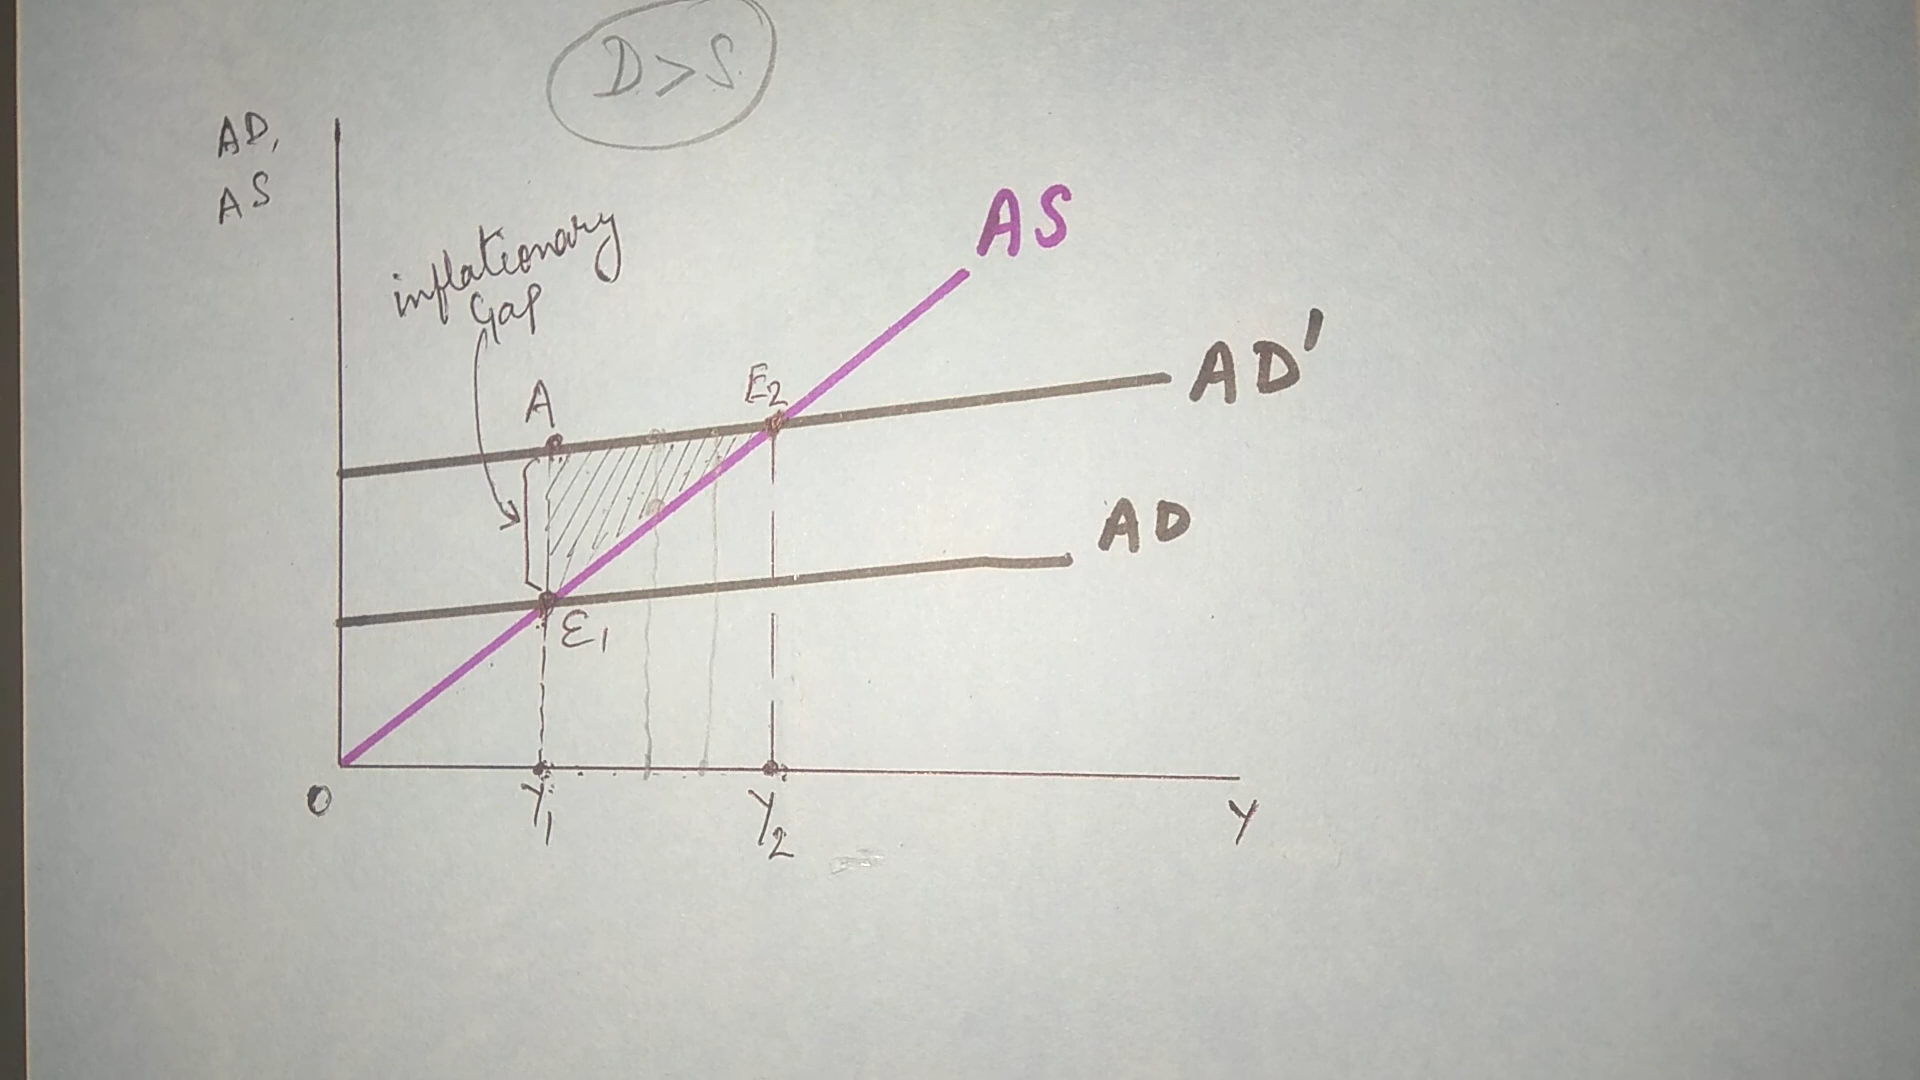 D>S
AD,
AS
AS
inflationary
Gap
AD'
A
E2
AD
E1
O
Y1
Y2
Y